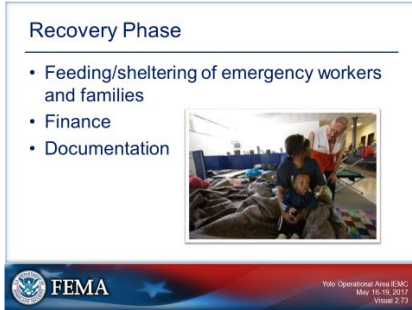 Recovery Phase
• Feeding/sheltering of emergency workers
and families
• Finance
• Documentation
FEMA
Yolo Operational Area IEMC
May 16-19, 2017
Visual 2.73